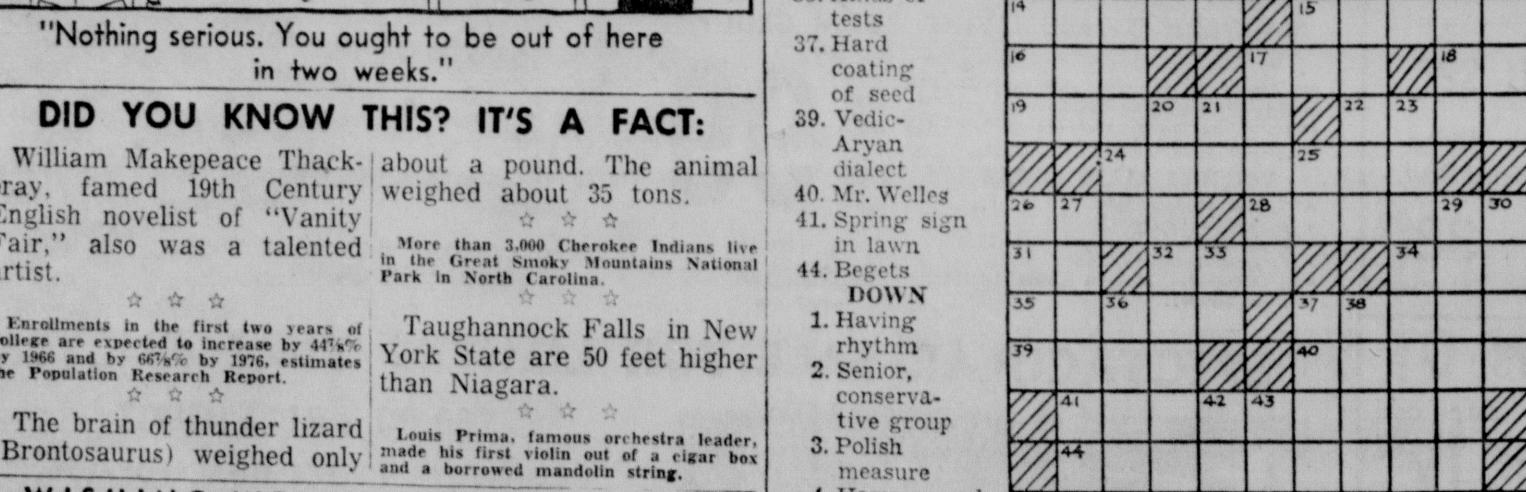 "Nothing serious. You ought to be out of here
in two weeks."
DID YOU KNOW THIS? IT'S A FACT:
William Makepeace Thack-
ray, famed 19th Century
English novelist of "Vanity
Fair," also was a talented
artist.
Enrollments in the first two years of
college are expected to increase by 44⅞%
by 1966 and by 66⅞% by 1976, estimates
the Population Research Report.
The brain of thunder lizard
(Brontosaurus) weighed only
about a pound. The animal
weighed about 35 tons.
More than 3,000 Cherokee Indians live
in the Great Smoky Mountains National
Park in North Carolina.
Taughannock Falls in New
York State are 50 feet higher
than Niagara.
Louis Prima, famous orchestra leader,
made his first violin out of a cigar box
and a borrowed mandolin string.
tests
37. Hard
coating
of seed
39. Vedic-
Aryan
dialect
40. Mr. Welles
41. Spring sign
in lawn
44. Begets
DOWN
1. Having
rhythm
2. Senior,
conserva-
tive group
3. Polish
measure
14 15
16 17 18
19 20 21 22 23
24 25
26 27 28 29 30
31 32 33 34
35 36 37 38
39 40
41 42 43
44